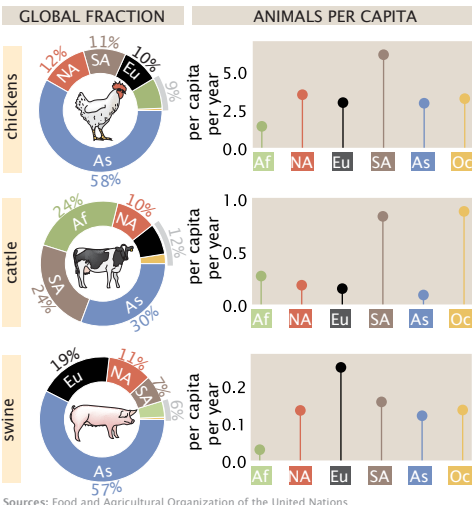 GLOBAL FRACTION
ANIMALS PER CAPITA
chickens
12%
NA
11%
SA
10%
Eu
9%
As
58%
per capita
per year
5.0
2.5
0.0
Af NA Eu SA As Oc
cattle
24%
Af
10%
NA
12%
SA
24%
As
30%
per capita
per year
1.0
0.5
0.0
Af NA Eu SA As Oc
swine
19%
Eu
11%
NA
7%
SA
6%
As
57%
per capita
per year
0.2
0.1
0.0
Af NA Eu SA As Oc
Sources: Food and Agricultural Organization of the United Nations